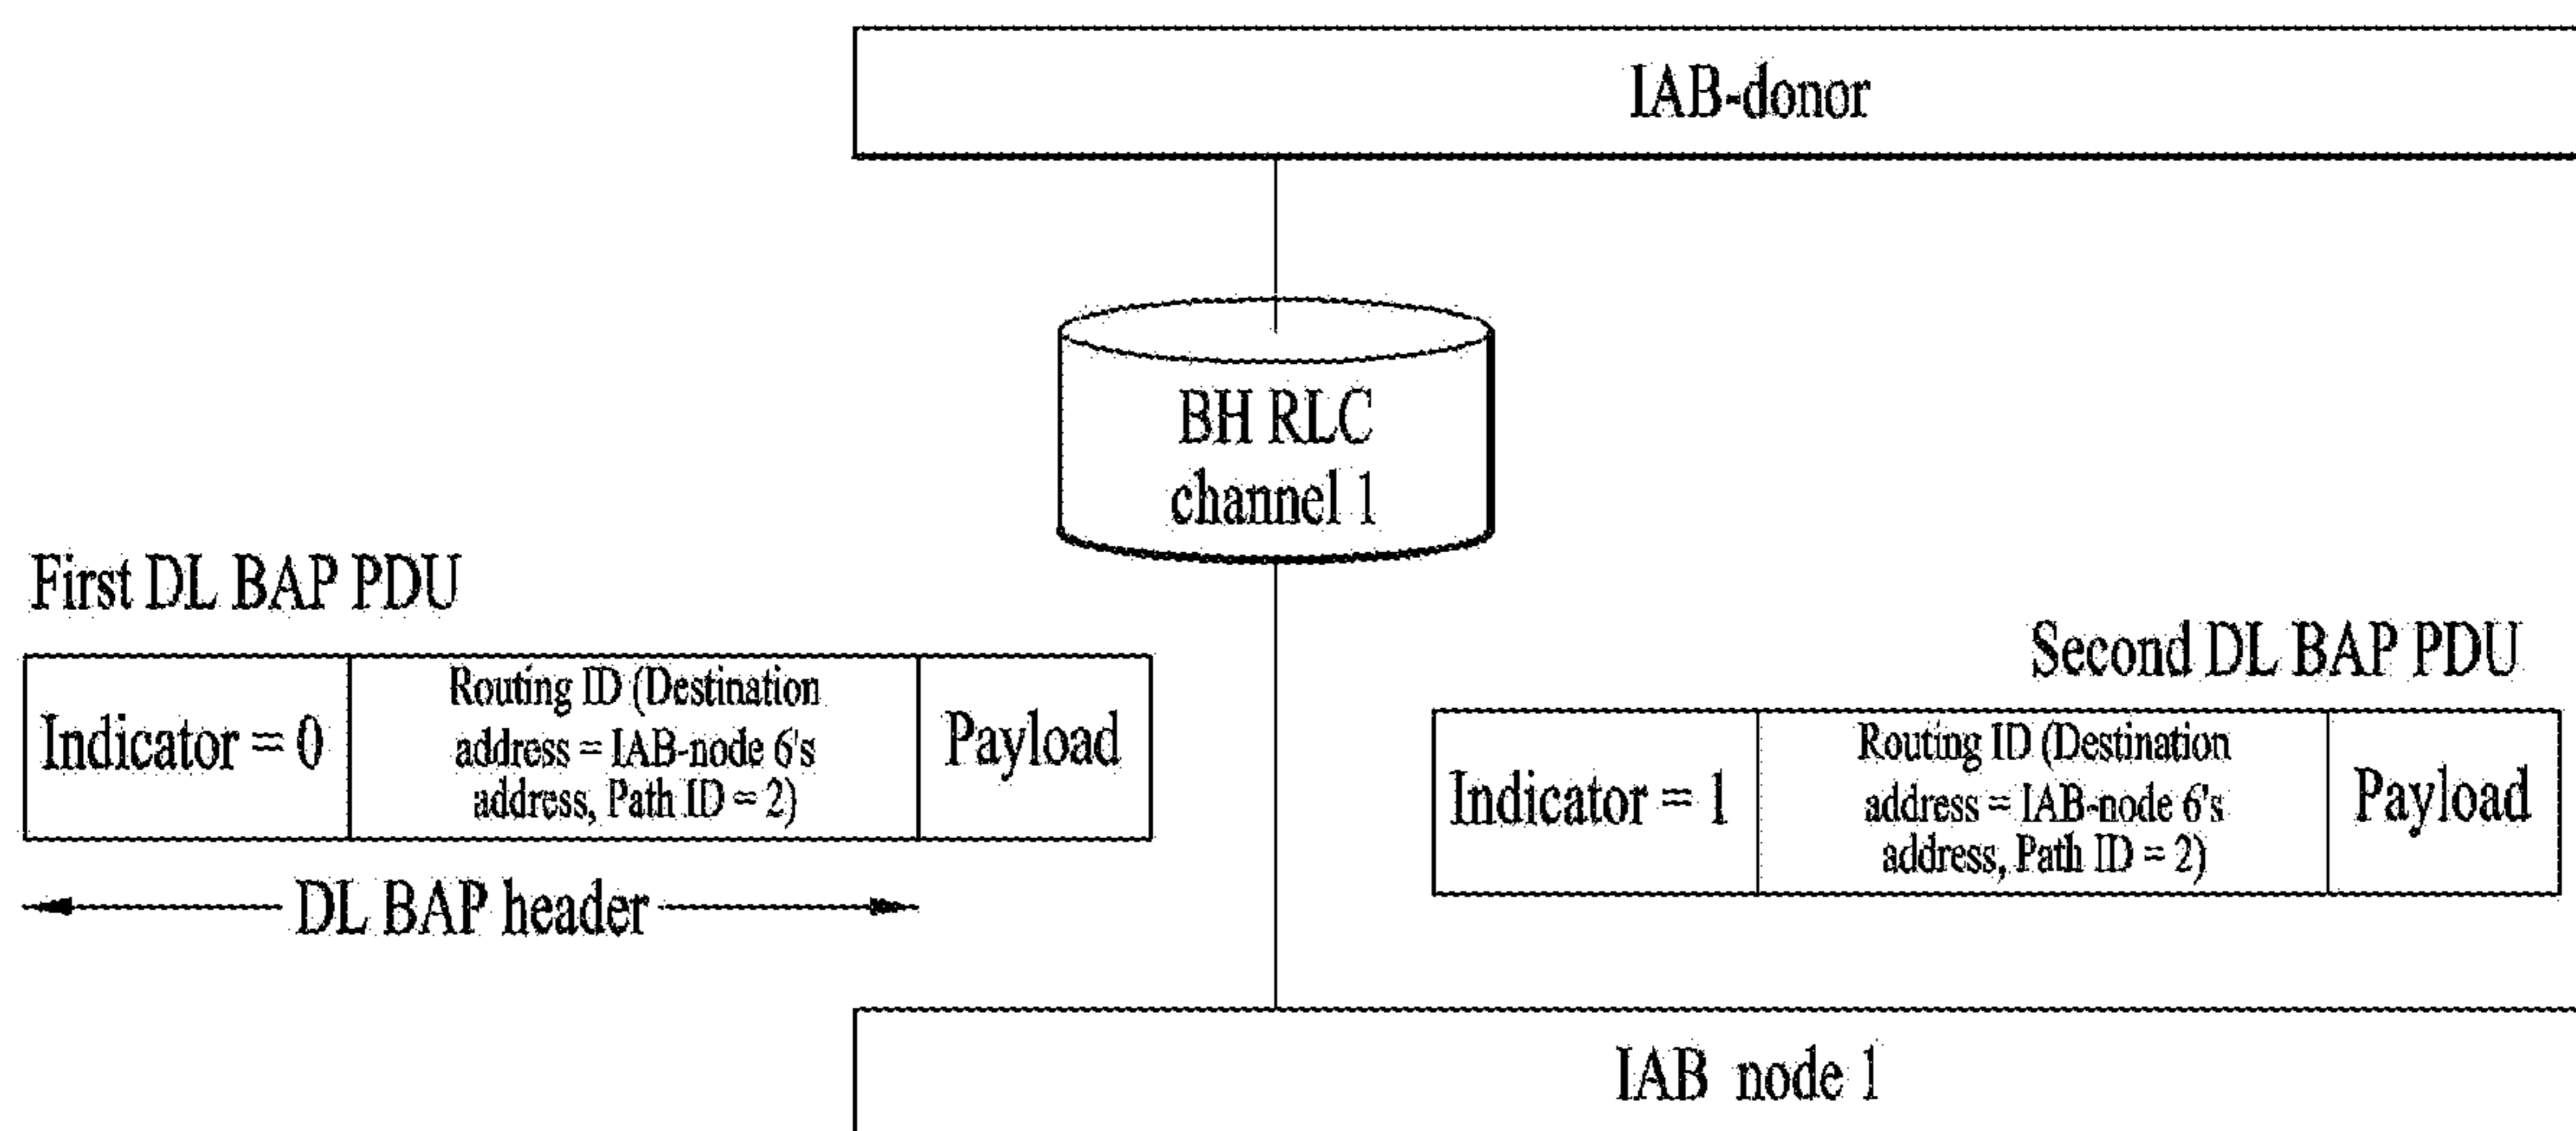 IAB-donor
BH RLC
channel 1
First DL BAP PDU
Indicator = 0
Routing ID (Destination
address = IAB-node 6's
address, Path ID = 2)
Payload
DL BAP header
Second DL BAP PDU
Indicator = 1
Routing ID (Destination
address = IAB-node 6's
address, Path ID = 2)
Payload
IAB node 1